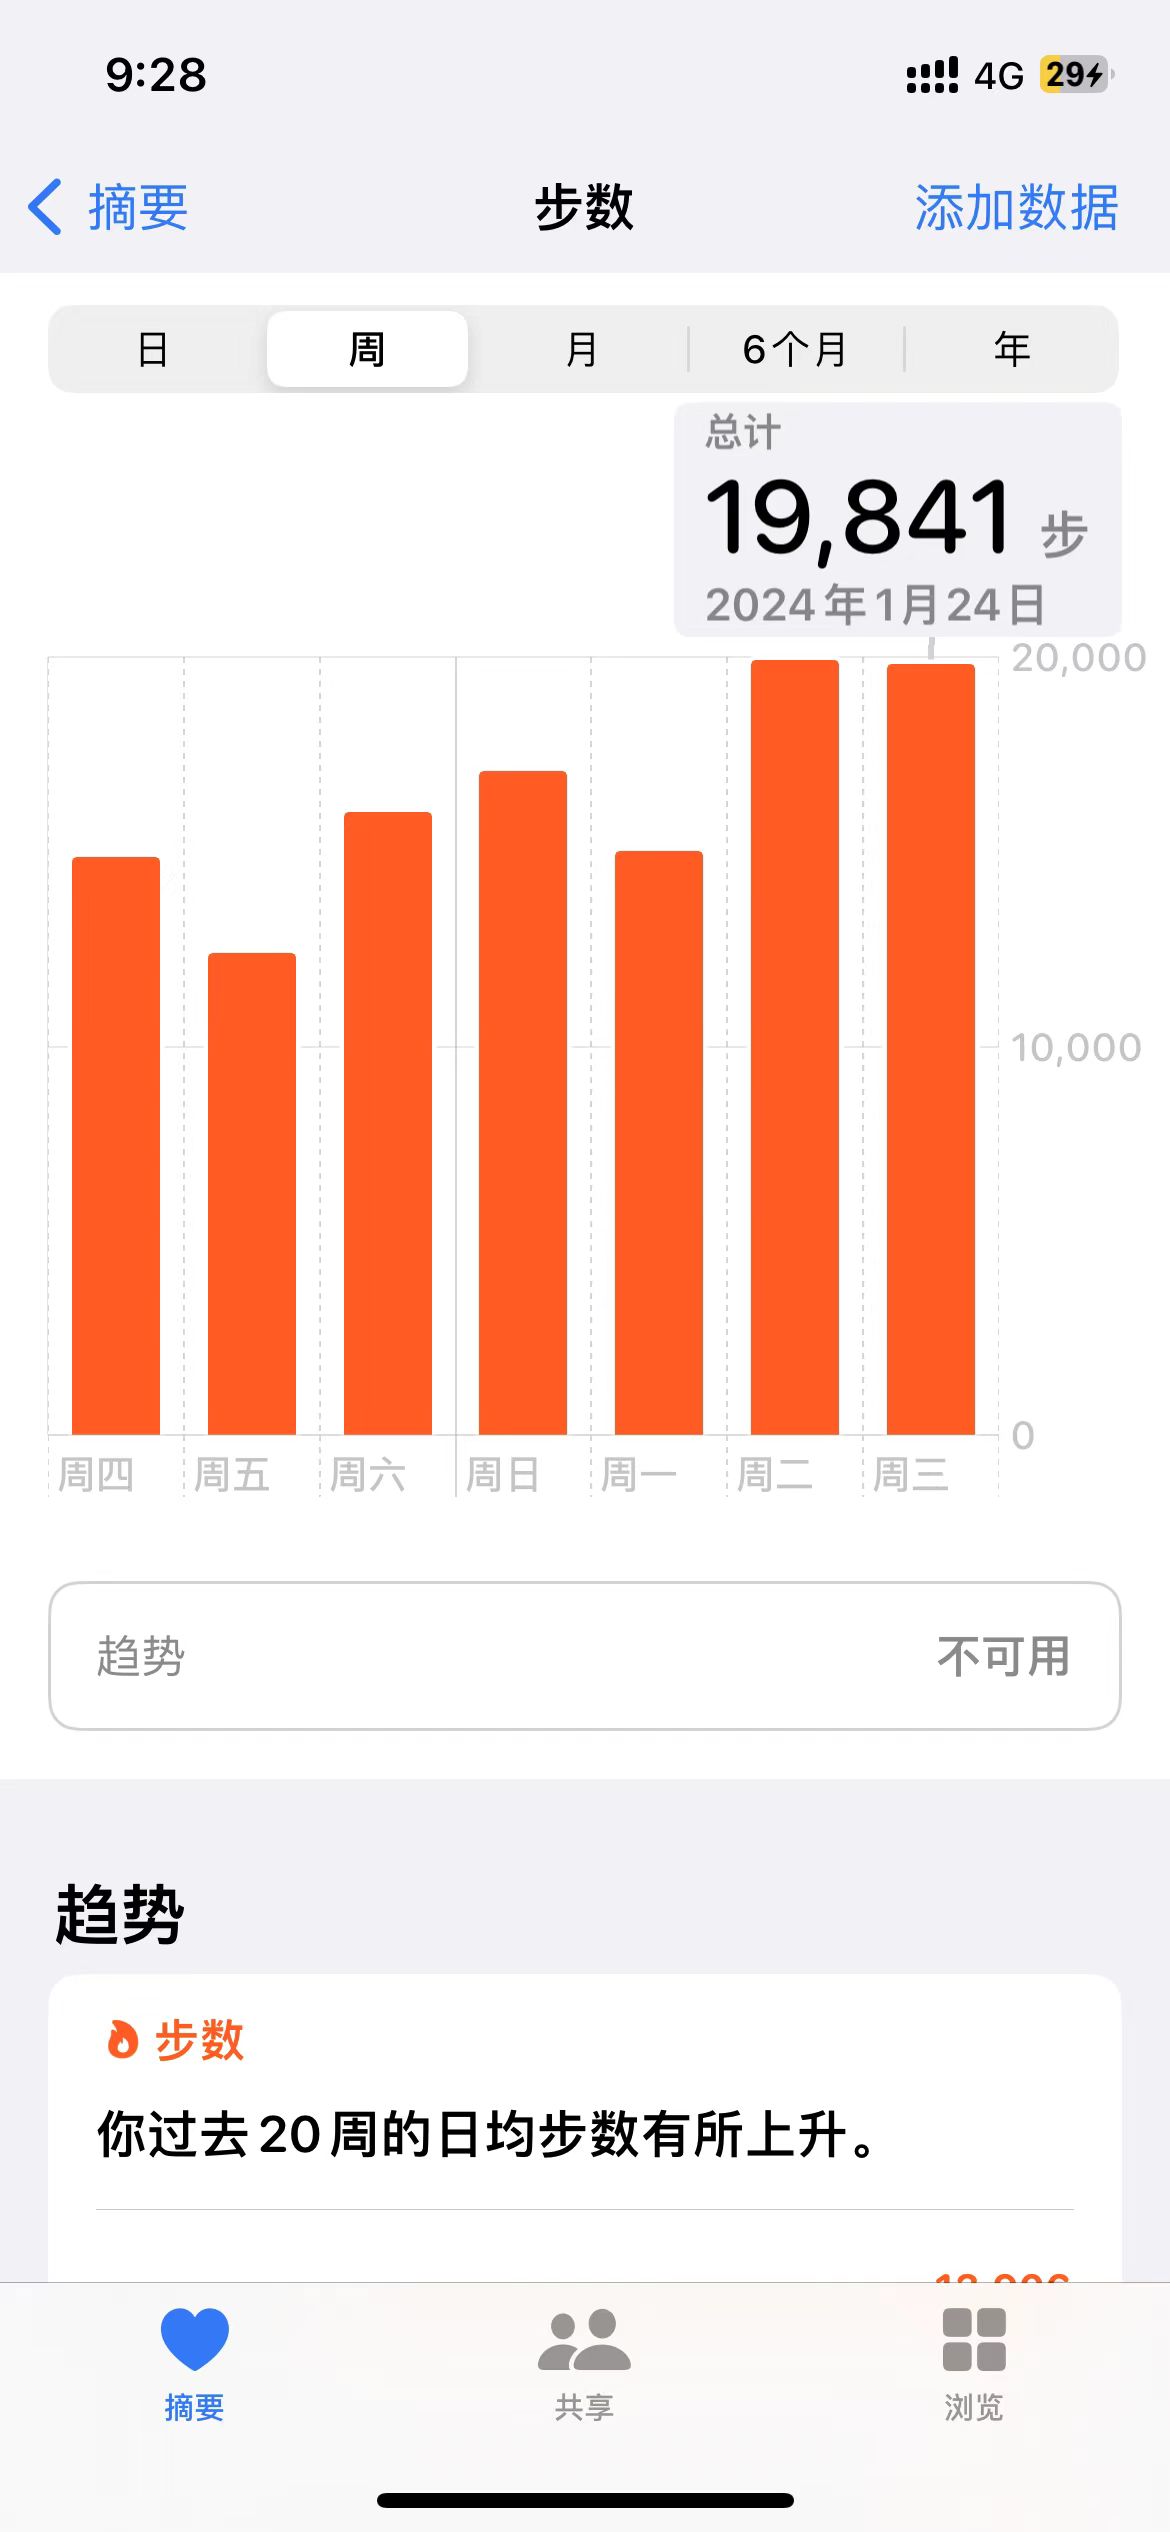 9:28
4G 29
摘要 步数 添加数据
日 周 月 6个月 年
总计
19,841 步
2024年1月24日
20,000
10,000
0
周四 周五 周六 周日 周一 周二 周三
趋势 不可用
趋势
步数
你过去20周的日均步数有所上升。
摘要 共享 浏览